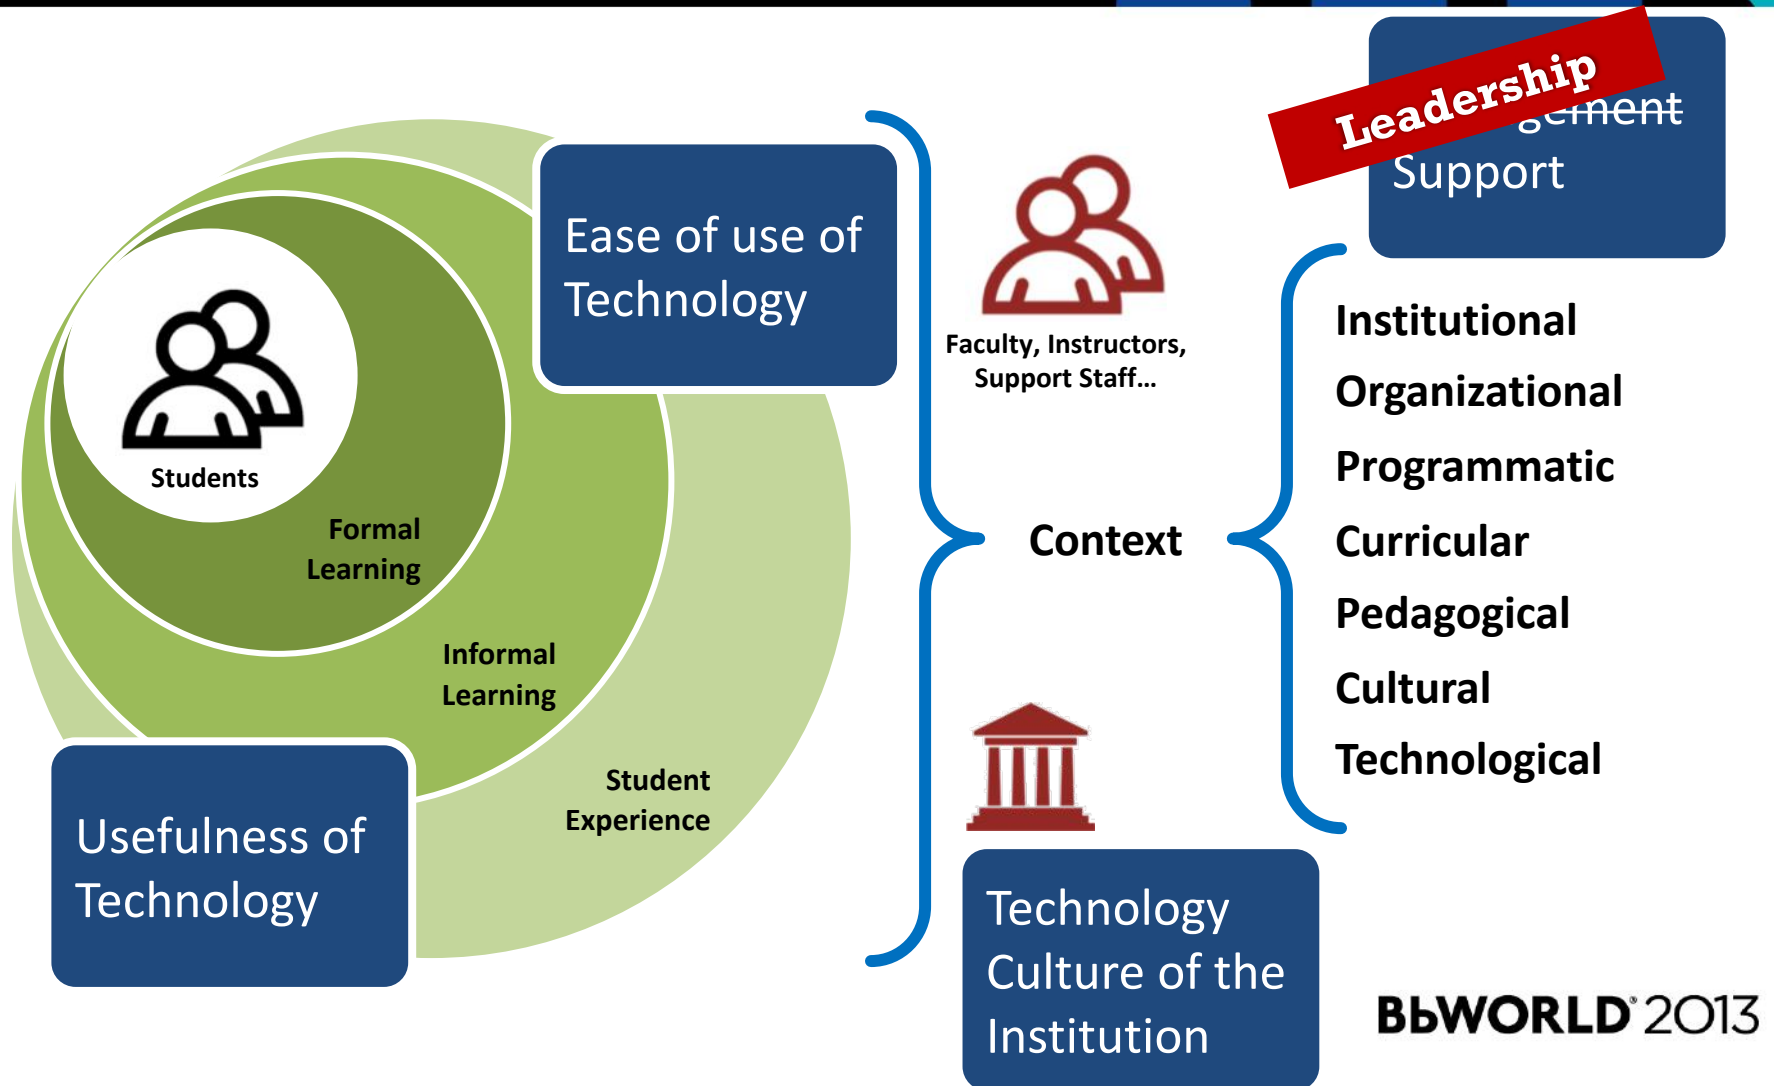 Leadership
Support
Ease of use of
Technology
Faculty, Instructors,
Support Staff…
Students
Formal
Learning
Informal
Learning
Student
Experience
Usefulness of
Technology
Context
Institutional
Organizational
Programmatic
Curricular
Pedagogical
Cultural
Technological
Technology
Culture of the
Institution
BbWORLD® 2013